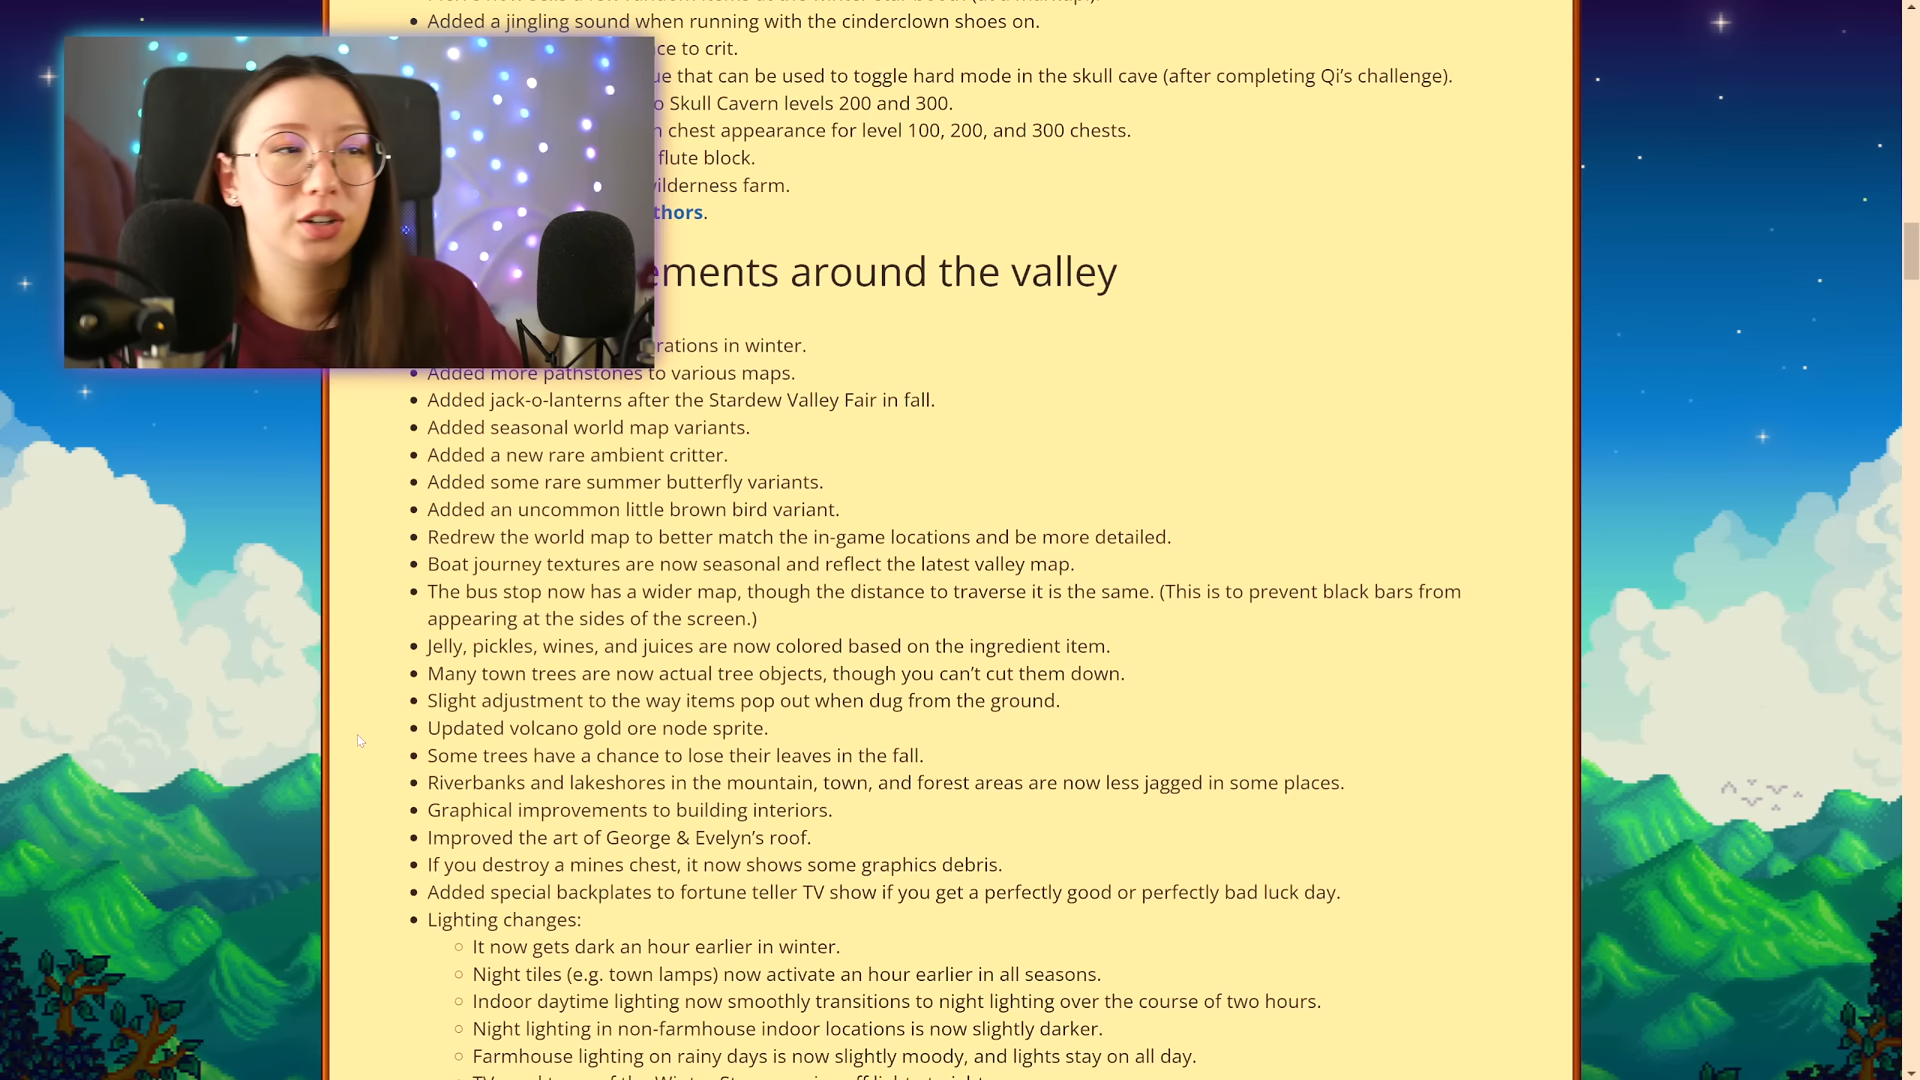 Added a jingling sound when running with the cinderclown shoes on.
to crit.
that can be used to toggle hard mode in the skull cave (after completing Qi’s challenge).
Skull Cavern levels 200 and 300.
chest appearance for level 100, 200, and 300 chests.
flute block.
farm.
around the valley
in winter.
Added more pathstones to various maps.
Added jack-o-lanterns after the Stardew Valley Fair in fall.
Added seasonal world map variants.
Added a new rare ambient critter.
Added some rare summer butterfly variants.
Added an uncommon little brown bird variant.
Redrew the world map to better match the in-game locations and be more detailed.
Boat journey textures are now seasonal and reflect the latest valley map.
The bus stop now has a wider map, though the distance to traverse it is the same. (This is to prevent black bars from
appearing at the sides of the screen.)
Jelly, pickles, wines, and juices are now colored based on the ingredient item.
Many town trees are now actual tree objects, though you can’t cut them down.
Slight adjustment to the way items pop out when dug from the ground.
Updated volcano gold ore node sprite.
Some trees have a chance to lose their leaves in the fall.
Riverbanks and lakeshores in the mountain, town, and forest areas are now less jagged in some places.
Graphical improvements to building interiors.
Improved the art of George & Evelyn’s roof.
If you destroy a mines chest, it now shows some graphics debris.
Added special backplates to fortune teller TV show if you get a perfectly good or perfectly bad luck day.
Lighting changes:
It now gets dark an hour earlier in winter.
Night tiles (e.g. town lamps) now activate an hour earlier in all seasons.
Indoor daytime lighting now smoothly transitions to night lighting over the course of two hours.
Night lighting in non-farmhouse indoor locations is now slightly darker.
Farmhouse lighting on rainy days is now slightly moody, and lights stay on all day.